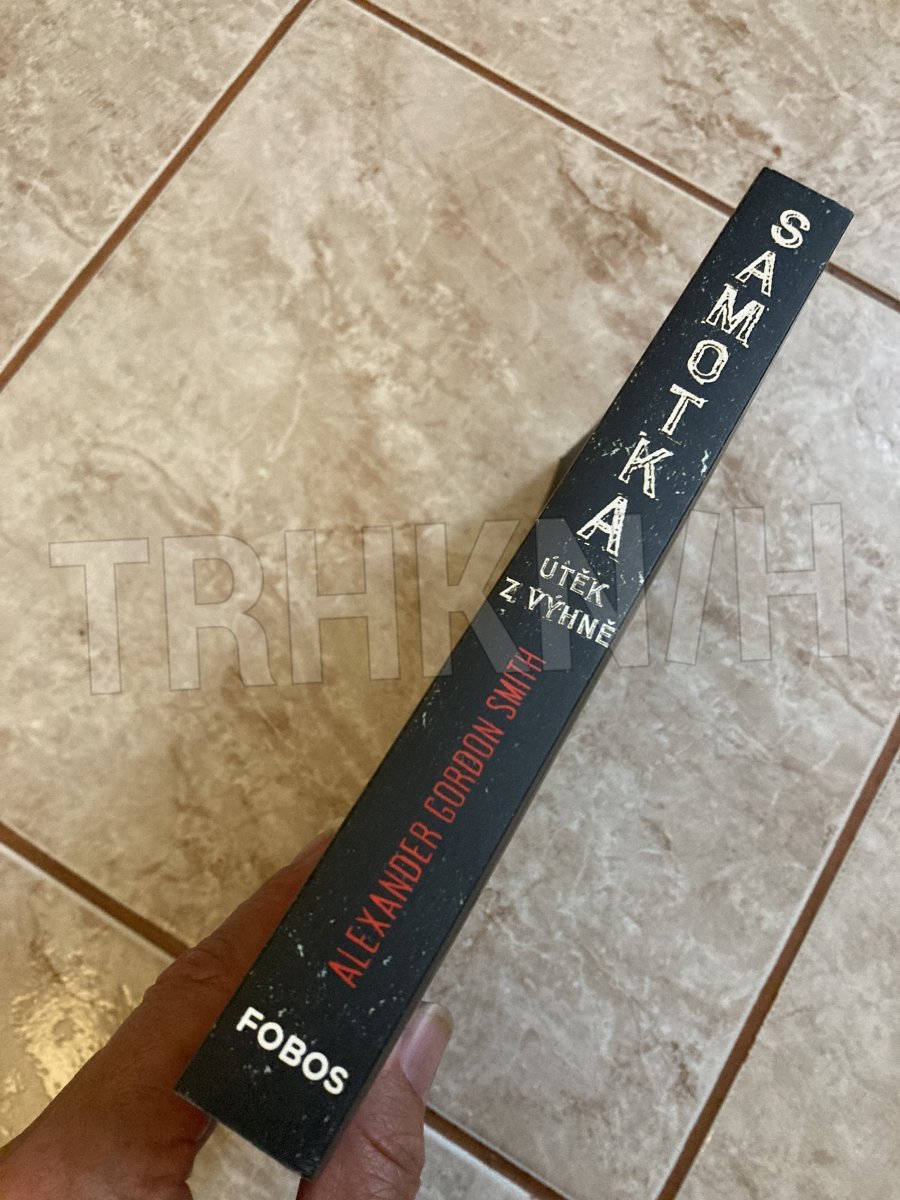 SAMOTKA
ÚTĚK
Z VÝHNĚ
ALEXANDER GORDON SMITH
FOBOS
TRHKNIH